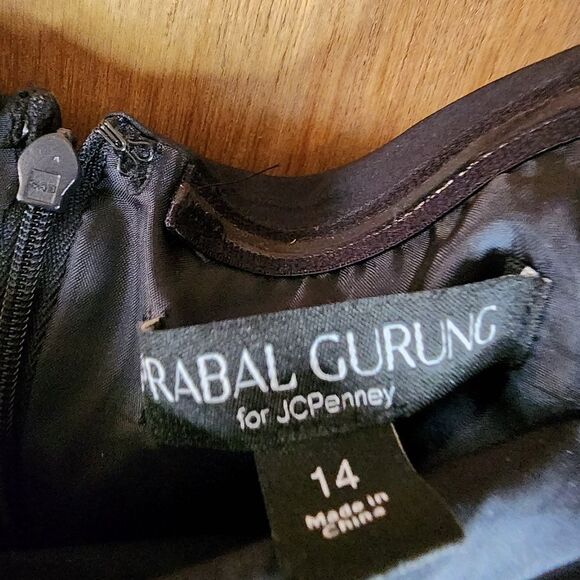 PRABAL GURUNG
for JCPenney
14
Made in
China